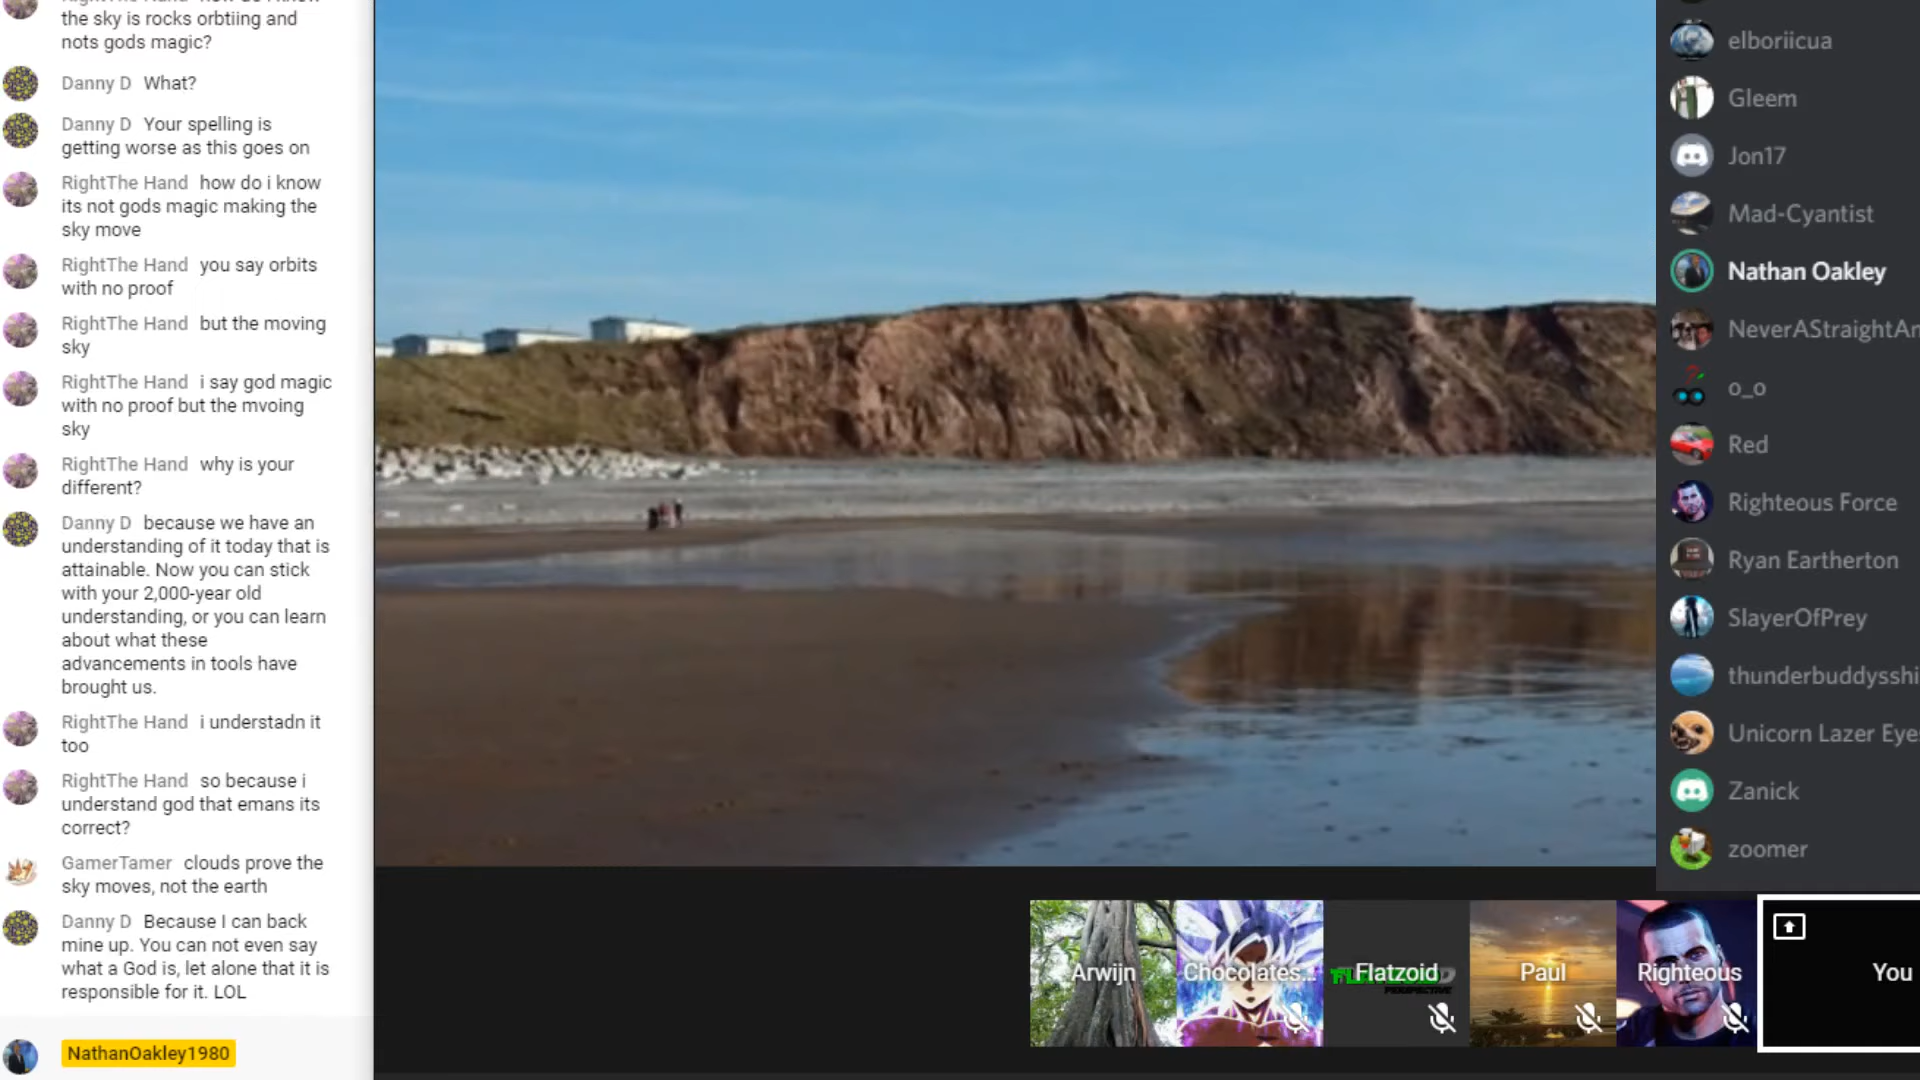 RightThe Hand how do i know
the sky is rocks orbtiing and
nots gods magic?
Danny D What?
Danny D Your spelling is
getting worse as this goes on
RightThe Hand how do i know
its not gods magic making the
sky move
RightThe Hand you say orbits
with no proof
RightThe Hand but the moving
sky
RightThe Hand i say god magic
with no proof but the mvoing
sky
RightThe Hand why is your
different?
Danny D because we have an
understanding of it today that is
attainable. Now you can stick
with your 2,000-year old
understanding, or you can learn
about what these
advancements in tools have
brought us.
RightThe Hand i understadn it
too
RightThe Hand so because i
understand god that emans its
correct?
GamerTamer clouds prove the
sky moves, not the earth
Danny D Because I can back
mine up. You can not even say
what a God is, let alone that it is
responsible for it. LOL
NathanOakley1980
elboriicua
Gleem
Jon17
Mad-Cyantist
Nathan Oakley
NeverAStraightAn
o_o
Red
Righteous Force
Ryan Eartherton
SlayerOfPrey
thunderbuddysshi
Unicorn Lazer Eye
Zanick
zoomer
Arwijn
Chocolates...
Flatzoid
PERSPECTIVE
Paul
Righteous
You